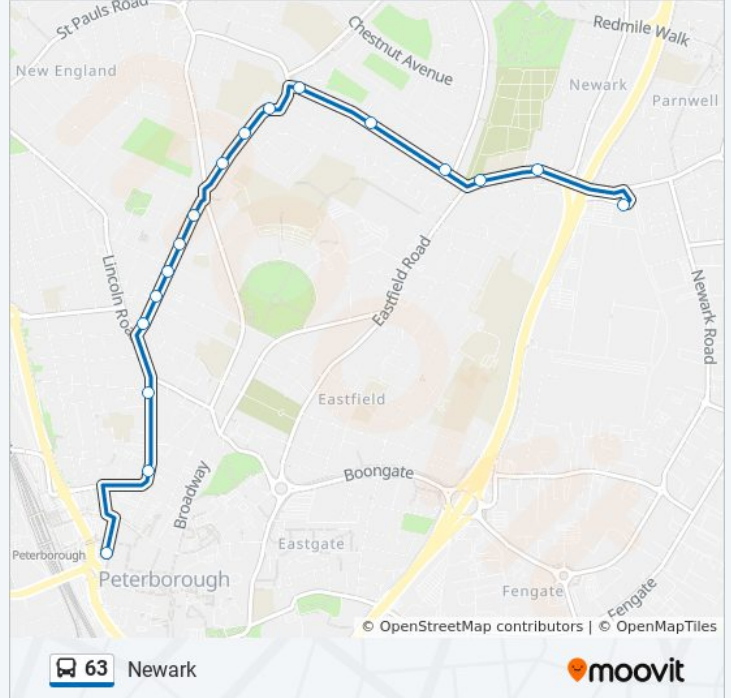 St Pauls Road
Redmile Walk
Chestnut Avenue
New England
Newark
Parnwell
Lincoln Roa
Eastfield Road
Newark Road
Eastfield
Boongate
Broadway
Eastgate
Peterborough
Peterborough
Fengate
Fengate
© OpenStreetMap contributors | © OpenMapTiles
63 Newark
moovit